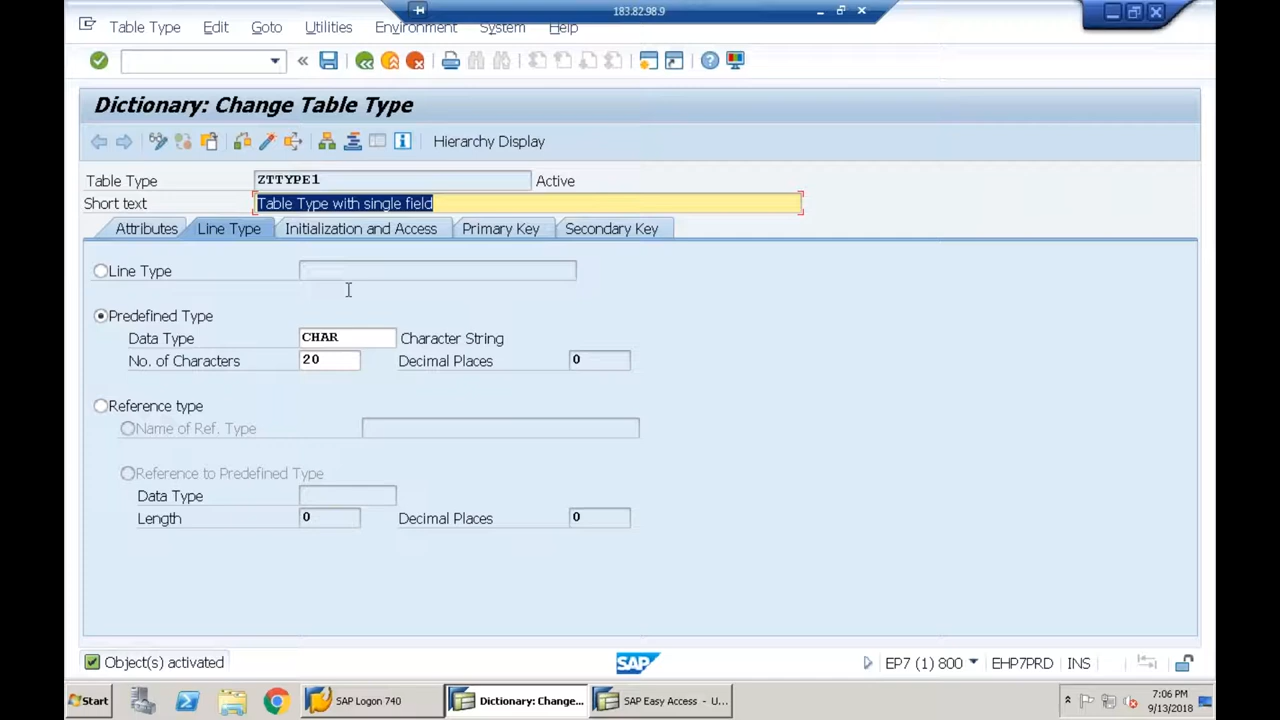 183.82.98.9
Table Type Edit Goto Utilities Environment System Help
Dictionary: Change Table Type
Hierarchy Display
Table Type ZTTYPE1 Active
Short text Table Type with single field
Attributes Line Type Initialization and Access Primary Key Secondary Key
Line Type
Predefined Type
Data Type CHAR Character String
No. of Characters 20 Decimal Places 0
Reference type
Name of Ref. Type
Reference to Predefined Type
Data Type
Length 0 Decimal Places 0
Object(s) activated SAP EP7 (1) 800 EHP7PRD INS
Start SAP Logon 740 Dictionary: Change... SAP Easy Access - U... 7:06 PM
9/13/2018